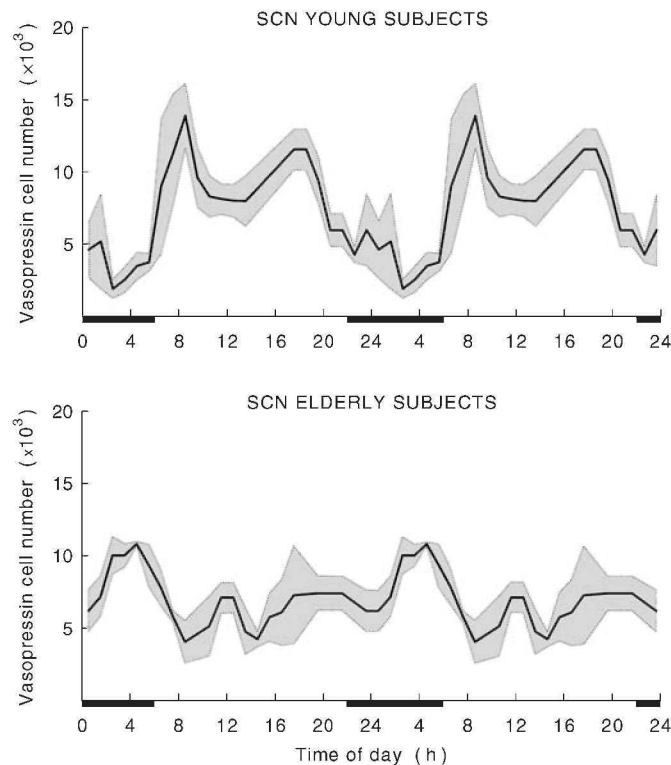 SCN YOUNG SUBJECTS
Vasopressin cell number (×10³)
20
15
10
5
0 4 8 12 16 20 24 4 8 12 16 20 24
SCN ELDERLY SUBJECTS
Vasopressin cell number (×10³)
20
15
10
5
0 4 8 12 16 20 24 4 8 12 16 20 24
Time of day (h)